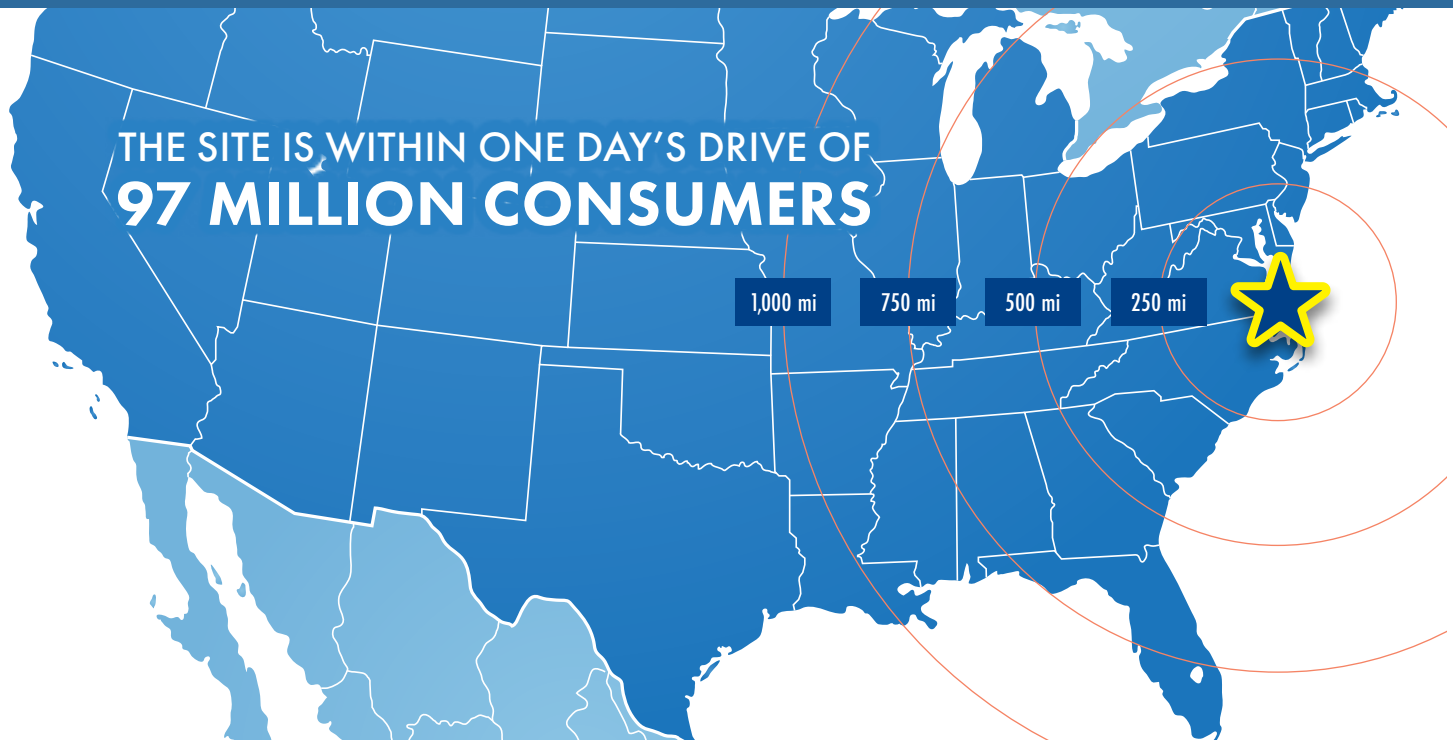 THE SITE IS WITHIN ONE DAY’S DRIVE OF
97 MILLION CONSUMERS
1,000 mi
750 mi
500 mi
250 mi